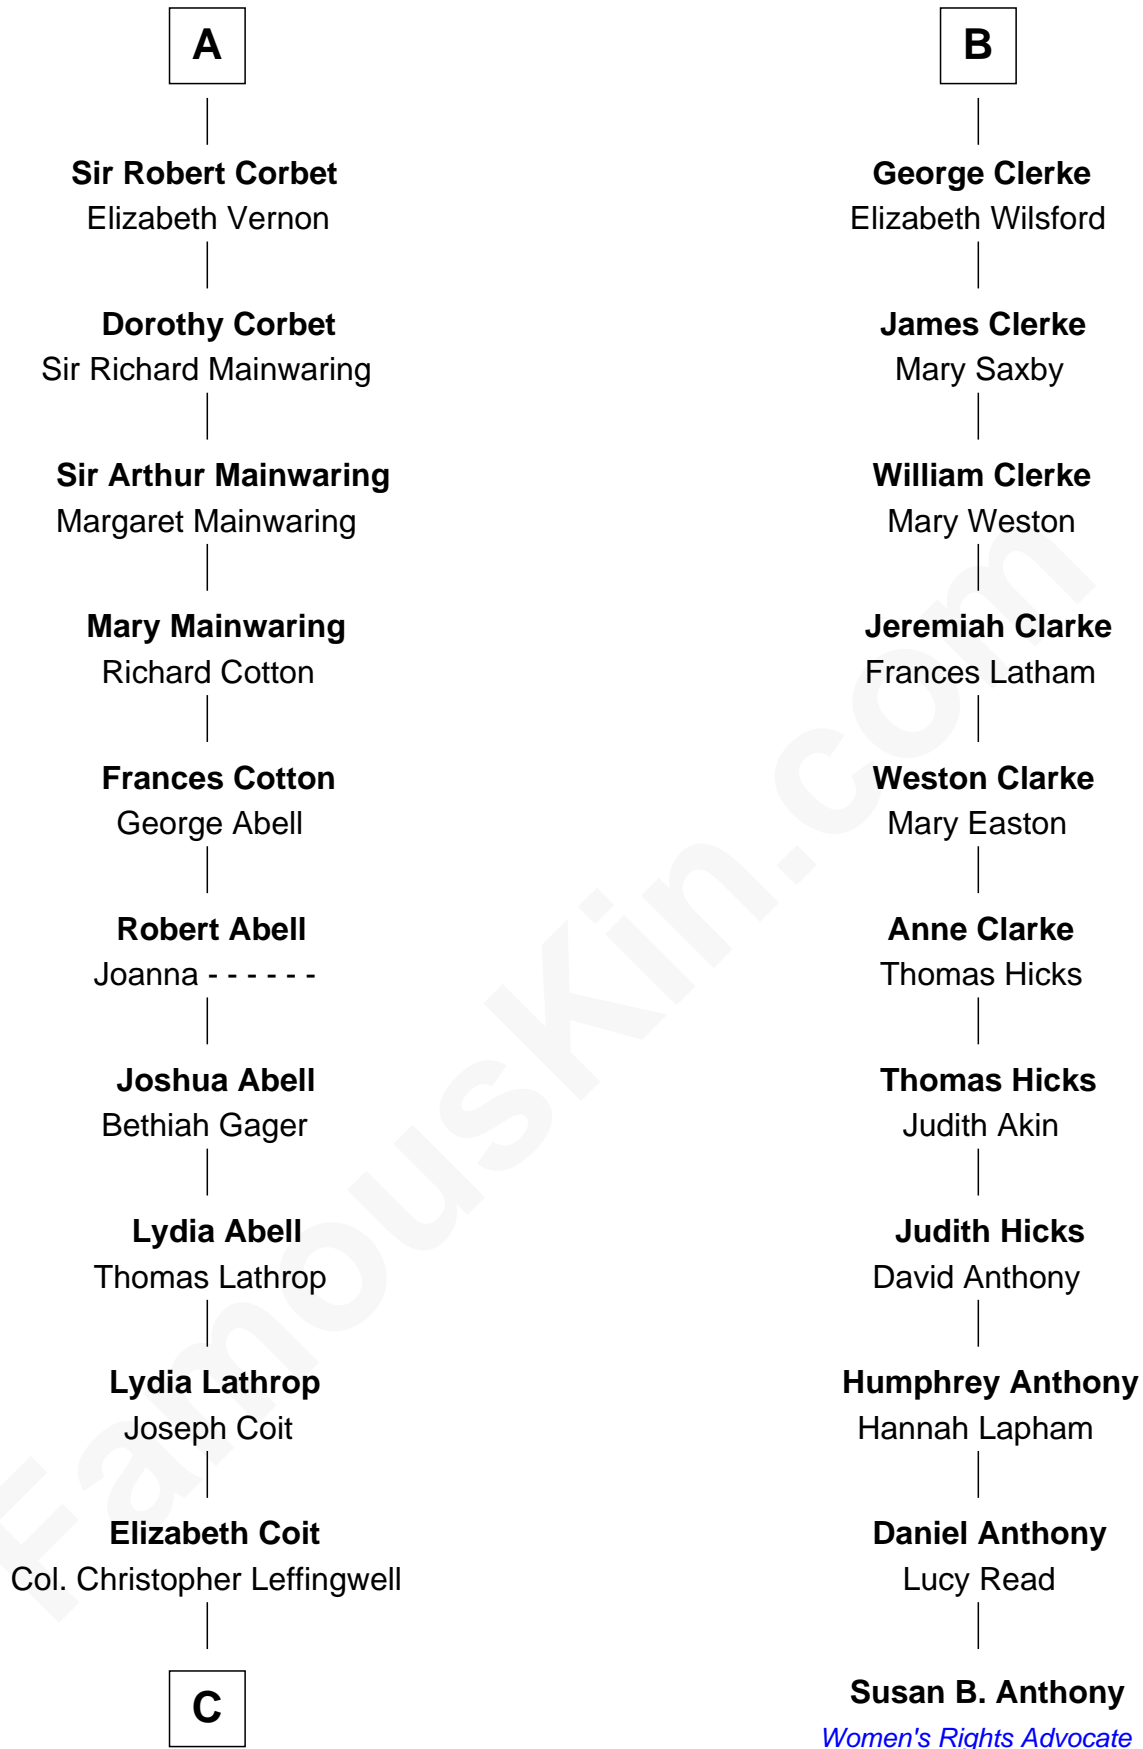 A
Sir Robert Corbet
Elizabeth Vernon
Dorothy Corbet
Sir Richard Mainwaring
Sir Arthur Mainwaring
Margaret Mainwaring
Mary Mainwaring
Richard Cotton
Frances Cotton
George Abell
Robert Abell
Joanna - - - - - -
Joshua Abell
Bethiah Gager
Lydia Abell
Thomas Lathrop
Lydia Lathrop
Joseph Coit
Elizabeth Coit
Col. Christopher Leffingwell
C
B
George Clerke
Elizabeth Wilsford
James Clerke
Mary Saxby
William Clerke
Mary Weston
Jeremiah Clarke
Frances Latham
Weston Clarke
Mary Easton
Anne Clarke
Thomas Hicks
Thomas Hicks
Judith Akin
Judith Hicks
David Anthony
Humphrey Anthony
Hannah Lapham
Daniel Anthony
Lucy Read
Susan B. Anthony
Women's Rights Advocate
FamousKin.com